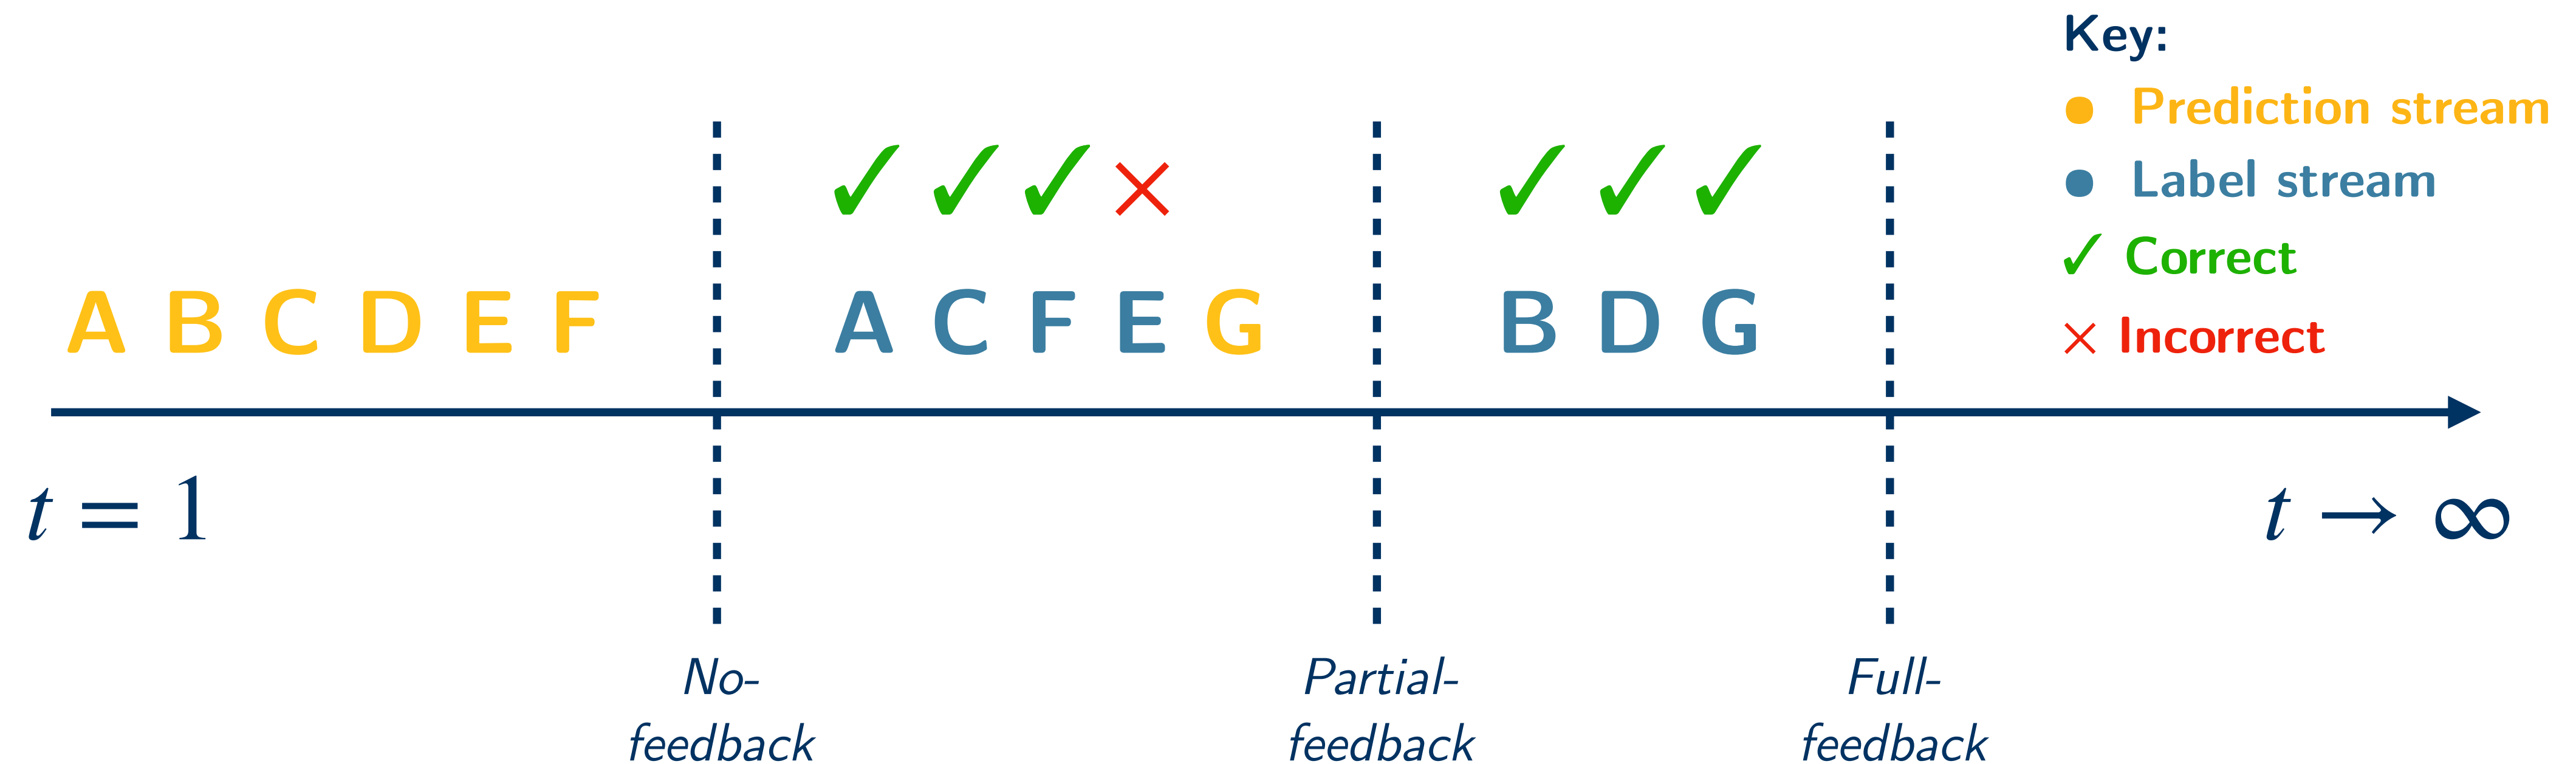 Key:
Prediction stream
Label stream
✓ Correct
× Incorrect
✓ ✓ ✓ ×
✓ ✓ ✓
A B C D E F
A C F E G
B D G
t = 1
t → ∞
No-
feedback
Partial-
feedback
Full-
feedback